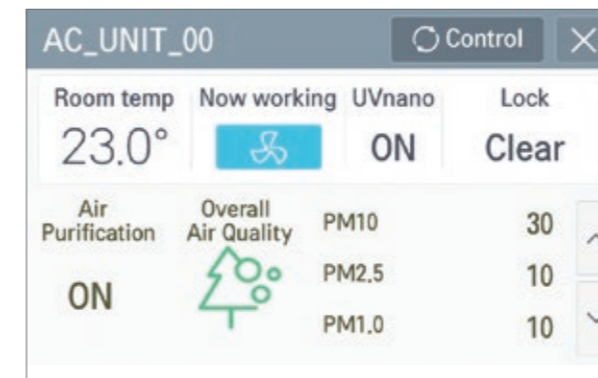 AC_UNIT_00 Control
Room temp Now working UVnano Lock
23.0° ON Clear
Air Purification Overall Air Quality PM10 30
ON PM2.5 10
PM1.0 10